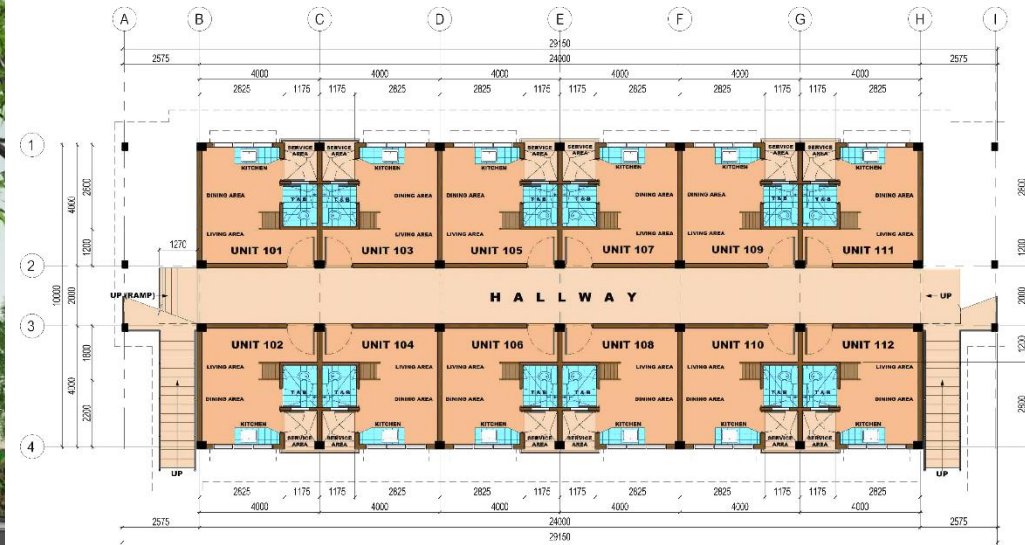 A B C D E F G H I
29150
2575 24000 2575
4000 4000 4000 4000 4000 4000
2825 1175 1175 2825 2825 1175 1175 2825 2825 1175 1175 2825
1
SERVICE AREA SERVICE AREA SERVICE AREA SERVICE AREA SERVICE AREA SERVICE AREA
KITCHEN KITCHEN KITCHEN KITCHEN KITCHEN KITCHEN
DINING AREA DINING AREA DINING AREA DINING AREA DINING AREA DINING AREA
T & B T & B T & B T & B T & B T & B
LIVING AREA LIVING AREA LIVING AREA LIVING AREA LIVING AREA LIVING AREA
UNIT 101 UNIT 103 UNIT 105 UNIT 107 UNIT 109 UNIT 111
4000 1200 1270 1200
2
10000 2000 UP (RAMP) HALLWAY UP 2000
3
UNIT 102 UNIT 104 UNIT 106 UNIT 108 UNIT 110 UNIT 112
LIVING AREA LIVING AREA LIVING AREA LIVING AREA LIVING AREA LIVING AREA
T & B T & B T & B T & B T & B T & B
DINING AREA DINING AREA DINING AREA DINING AREA DINING AREA DINING AREA
KITCHEN KITCHEN KITCHEN KITCHEN KITCHEN KITCHEN
SERVICE AREA SERVICE AREA SERVICE AREA SERVICE AREA SERVICE AREA SERVICE AREA
4000 2200
4
UP UP
2825 1175 1175 2825 2825 1175 1175 2825 2825 1175 1175 2825
4000 4000 4000 4000 4000 4000
2575 24000 2575
29150